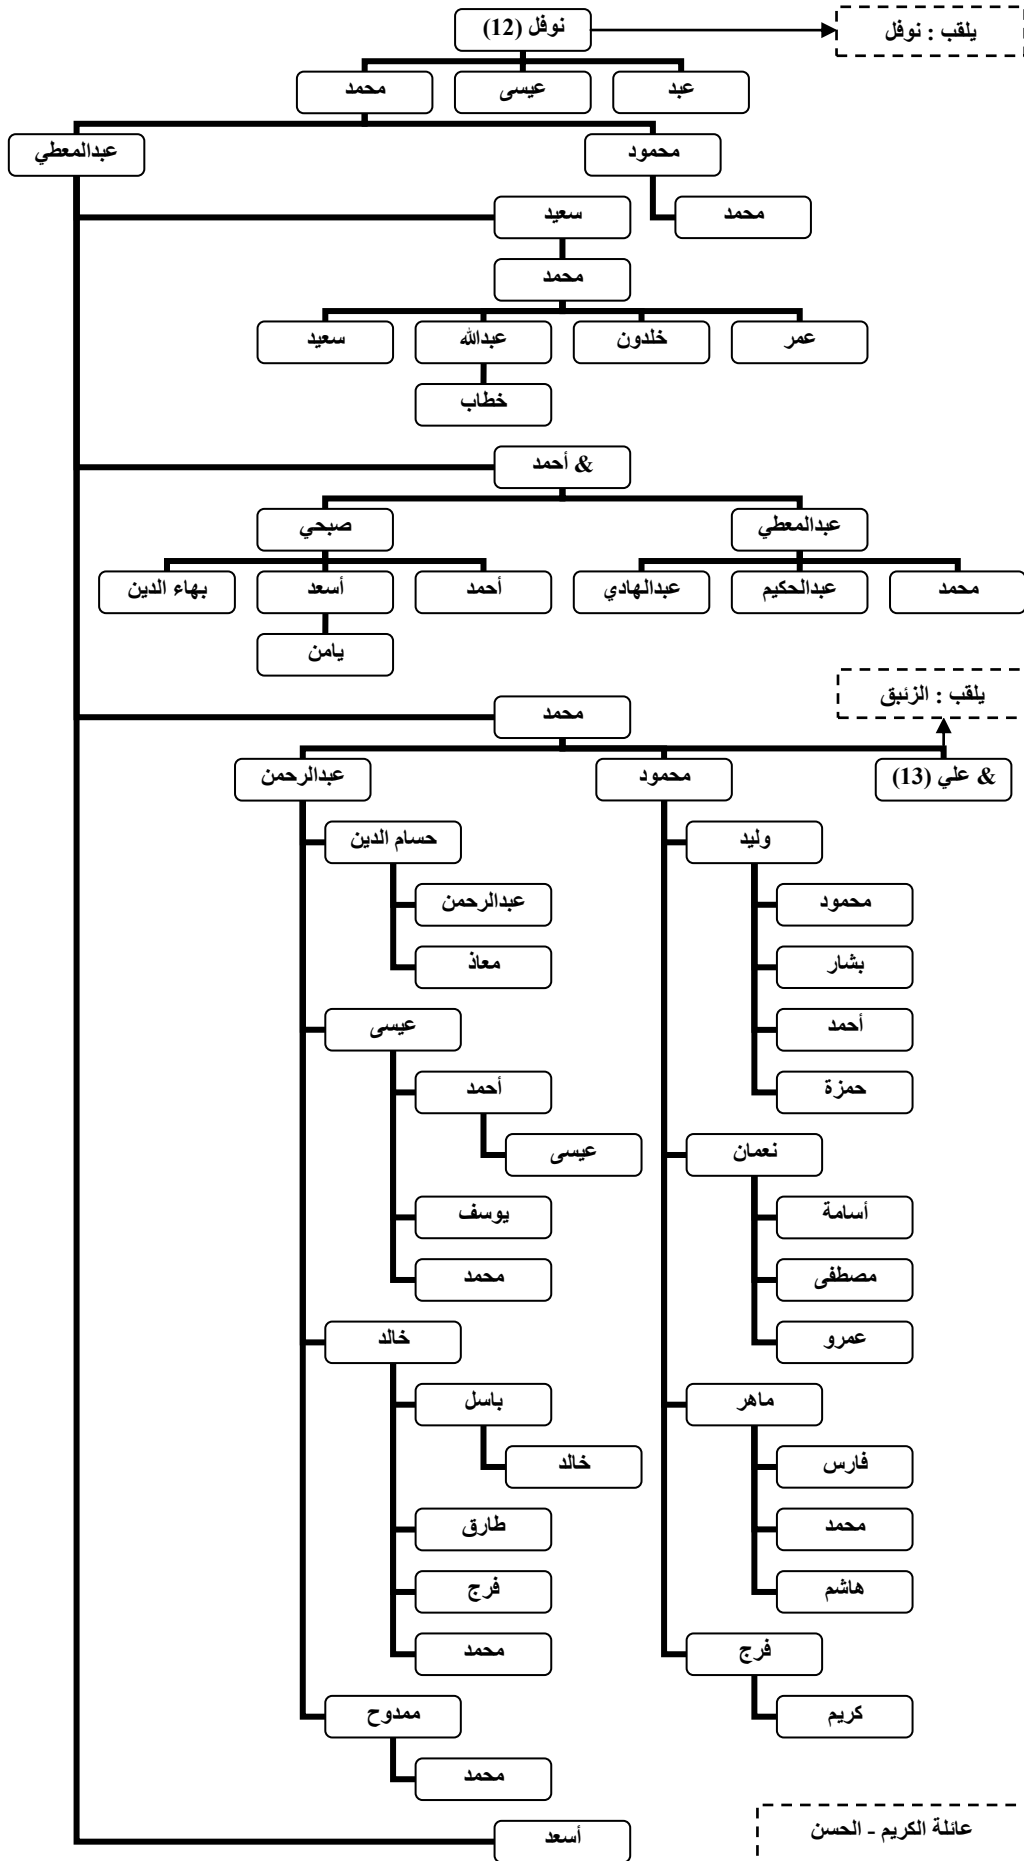 نوفل (12)
يلقب : نوفل
عبد
عيسى
محمد
محمود
عبدالمعطي
محمد
سعيد
محمد
عمر
خلدون
عبدالله
سعيد
خطاب
& أحمد
عبدالمعطي
صبحي
محمد
عبدالحكيم
عبدالهادي
أحمد
أسعد
بهاء الدين
يامن
يلقب : الزئبق
محمد
& علي (13)
محمود
عبدالرحمن
وليد
حسام الدين
محمود
عبدالرحمن
بشار
معاذ
أحمد
عيسى
حمزة
أحمد
نعمان
عيسى
أسامة
يوسف
مصطفى
محمد
عمرو
خالد
ماهر
باسل
فارس
خالد
محمد
طارق
هاشم
فرج
فرج
محمد
كريم
ممدوح
محمد
عائلة الكريم - الحسن
أسعد